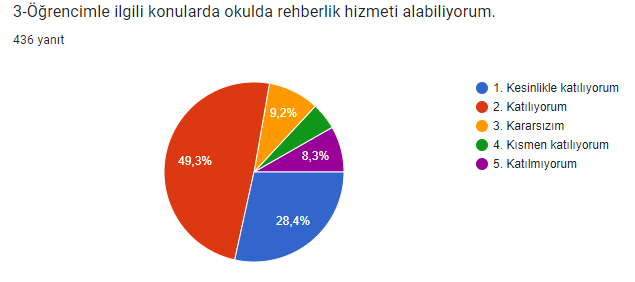 3-Öğrencimle ilgili konularda okulda rehberlik hizmeti alabiliyorum.
436 yanıt
1. Kesinlikle katılıyorum
2. Katılıyorum
3. Kararsızım
4. Kısmen katılıyorum
5. Katılmıyorum
9,2%
49,3%
8,3%
28,4%